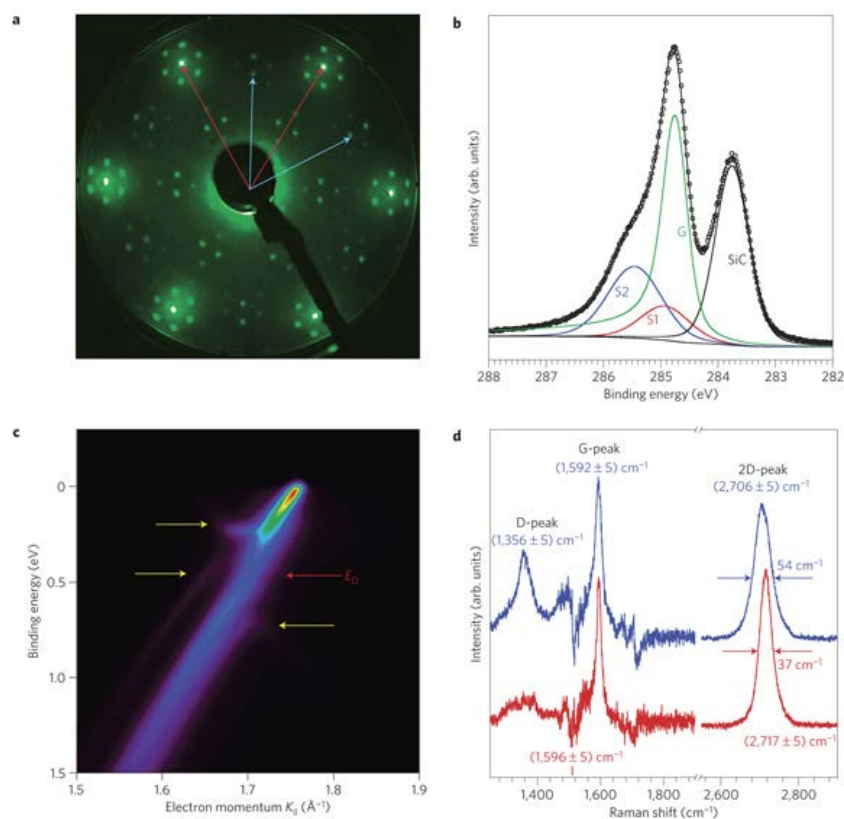 a
b
Intensity (arb. units)
G
S2
S1
SiC
288 287 286 285 284 283 282
Binding energy (eV)
c
Binding energy (eV)
0
0.5
1.0
1.5
E_D
1.5 1.6 1.7 1.8 1.9
Electron momentum K_∥ (Å⁻¹)
d
Intensity (arb. units)
G-peak
(1,592 ± 5) cm⁻¹
2D-peak
(2,706 ± 5) cm⁻¹
D-peak
(1,356 ± 5) cm⁻¹
54 cm⁻¹
37 cm⁻¹
(1,596 ± 5) cm⁻¹
(2,717 ± 5) cm⁻¹
1,400 1,600 1,800 2,600 2,800
Raman shift (cm⁻¹)